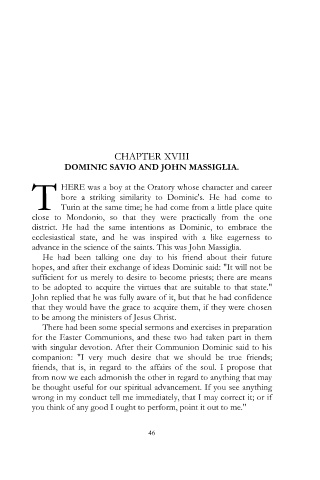 CHAPTER XVIII
DOMINIC SAVIO AND JOHN MASSIGLIA.
THERE was a boy at the Oratory whose character and career
bore a striking similarity to Dominic's. He had come to
Turin at the same time; he had come from a little place quite
close to Mondonio, so that they were practically from the one
district. He had the same intentions as Dominic, to embrace the
ecclesiastical state, and he was inspired with a like eagerness to
advance in the science of the saints. This was John Massiglia.
He had been talking one day to his friend about their future
hopes, and after their exchange of ideas Dominic said: "It will not be
sufficient for us merely to desire to become priests; there are means
to be adopted to acquire the virtues that are suitable to that state."
John replied that he was fully aware of it, but that he had confidence
that they would have the grace to acquire them, if they were chosen
to be among the ministers of Jesus Christ.
There had been some special sermons and exercises in preparation
for the Easter Communions, and these two had taken part in them
with singular devotion. After their Communion Dominic said to his
companion: "I very much desire that we should be true friends;
friends, that is, in regard to the affairs of the soul. I propose that
from now we each admonish the other in regard to anything that may
be thought useful for our spiritual advancement. If you see anything
wrong in my conduct tell me immediately, that I may correct it; or if
you think of any good I ought to perform, point it out to me."
46